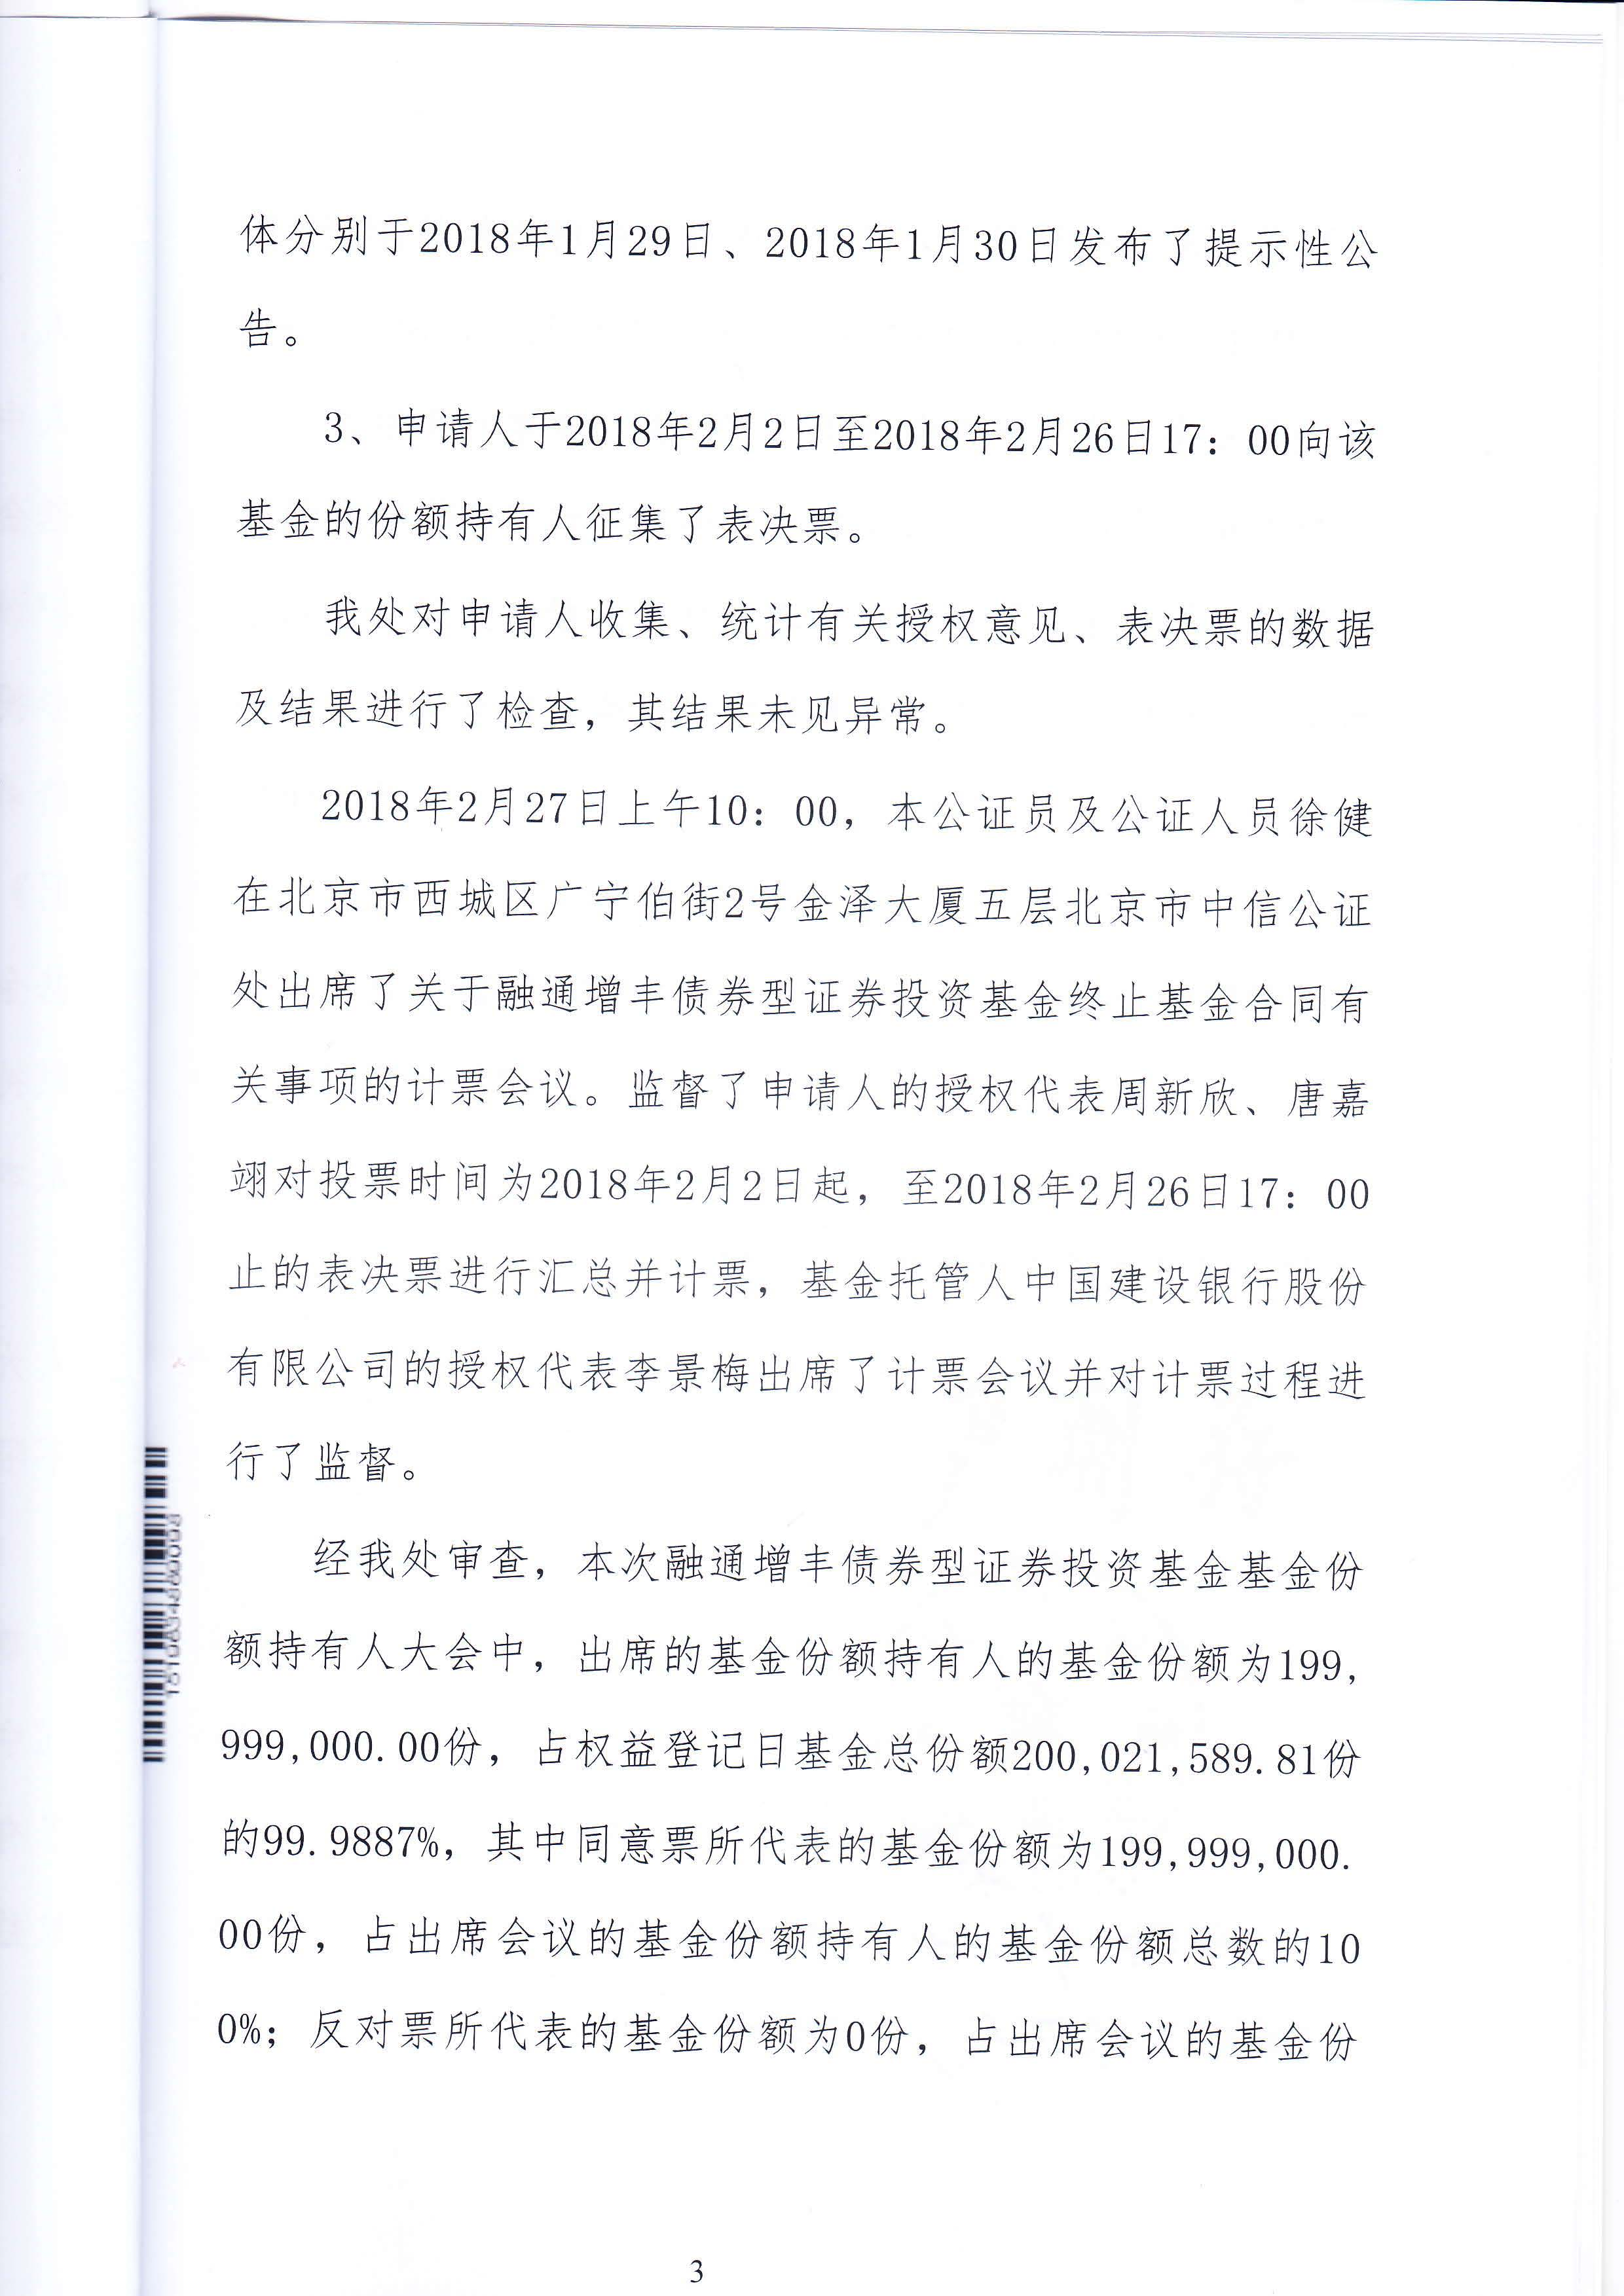 体分别于2018年1月29日、2018年1月30日发布了提示性公
告。
3、申请人于2018年2月2日至2018年2月26日17：00向该
基金的份额持有人征集了表决票。
我处对申请人收集、统计有关授权意见、表决票的数据
及结果进行了检查，其结果未见异常。
2018年2月27日上午10：00，本公证员及公证人员徐健
在北京市西城区广宁伯街2号金泽大厦五层北京市中信公证
处出席了关于融通增丰债券型证券投资基金终止基金合同有
关事项的计票会议。监督了申请人的授权代表周新欣、唐嘉
翊对投票时间为2018年2月2日起，至2018年2月26日17：00
止的表决票进行汇总并计票，基金托管人中国建设银行股份
有限公司的授权代表李景梅出席了计票会议并对计票过程进
行了监督。
经我处审查，本次融通增丰债券型证券投资基金基金份
额持有人大会中，出席的基金份额持有人的基金份额为199,
999,000.00份，占权益登记日基金总份额200,021,589.81份
的99.9887%，其中同意票所代表的基金份额为199,999,000.
00份，占出席会议的基金份额持有人的基金份额总数的10
0%；反对票所代表的基金份额为0份，占出席会议的基金份
3